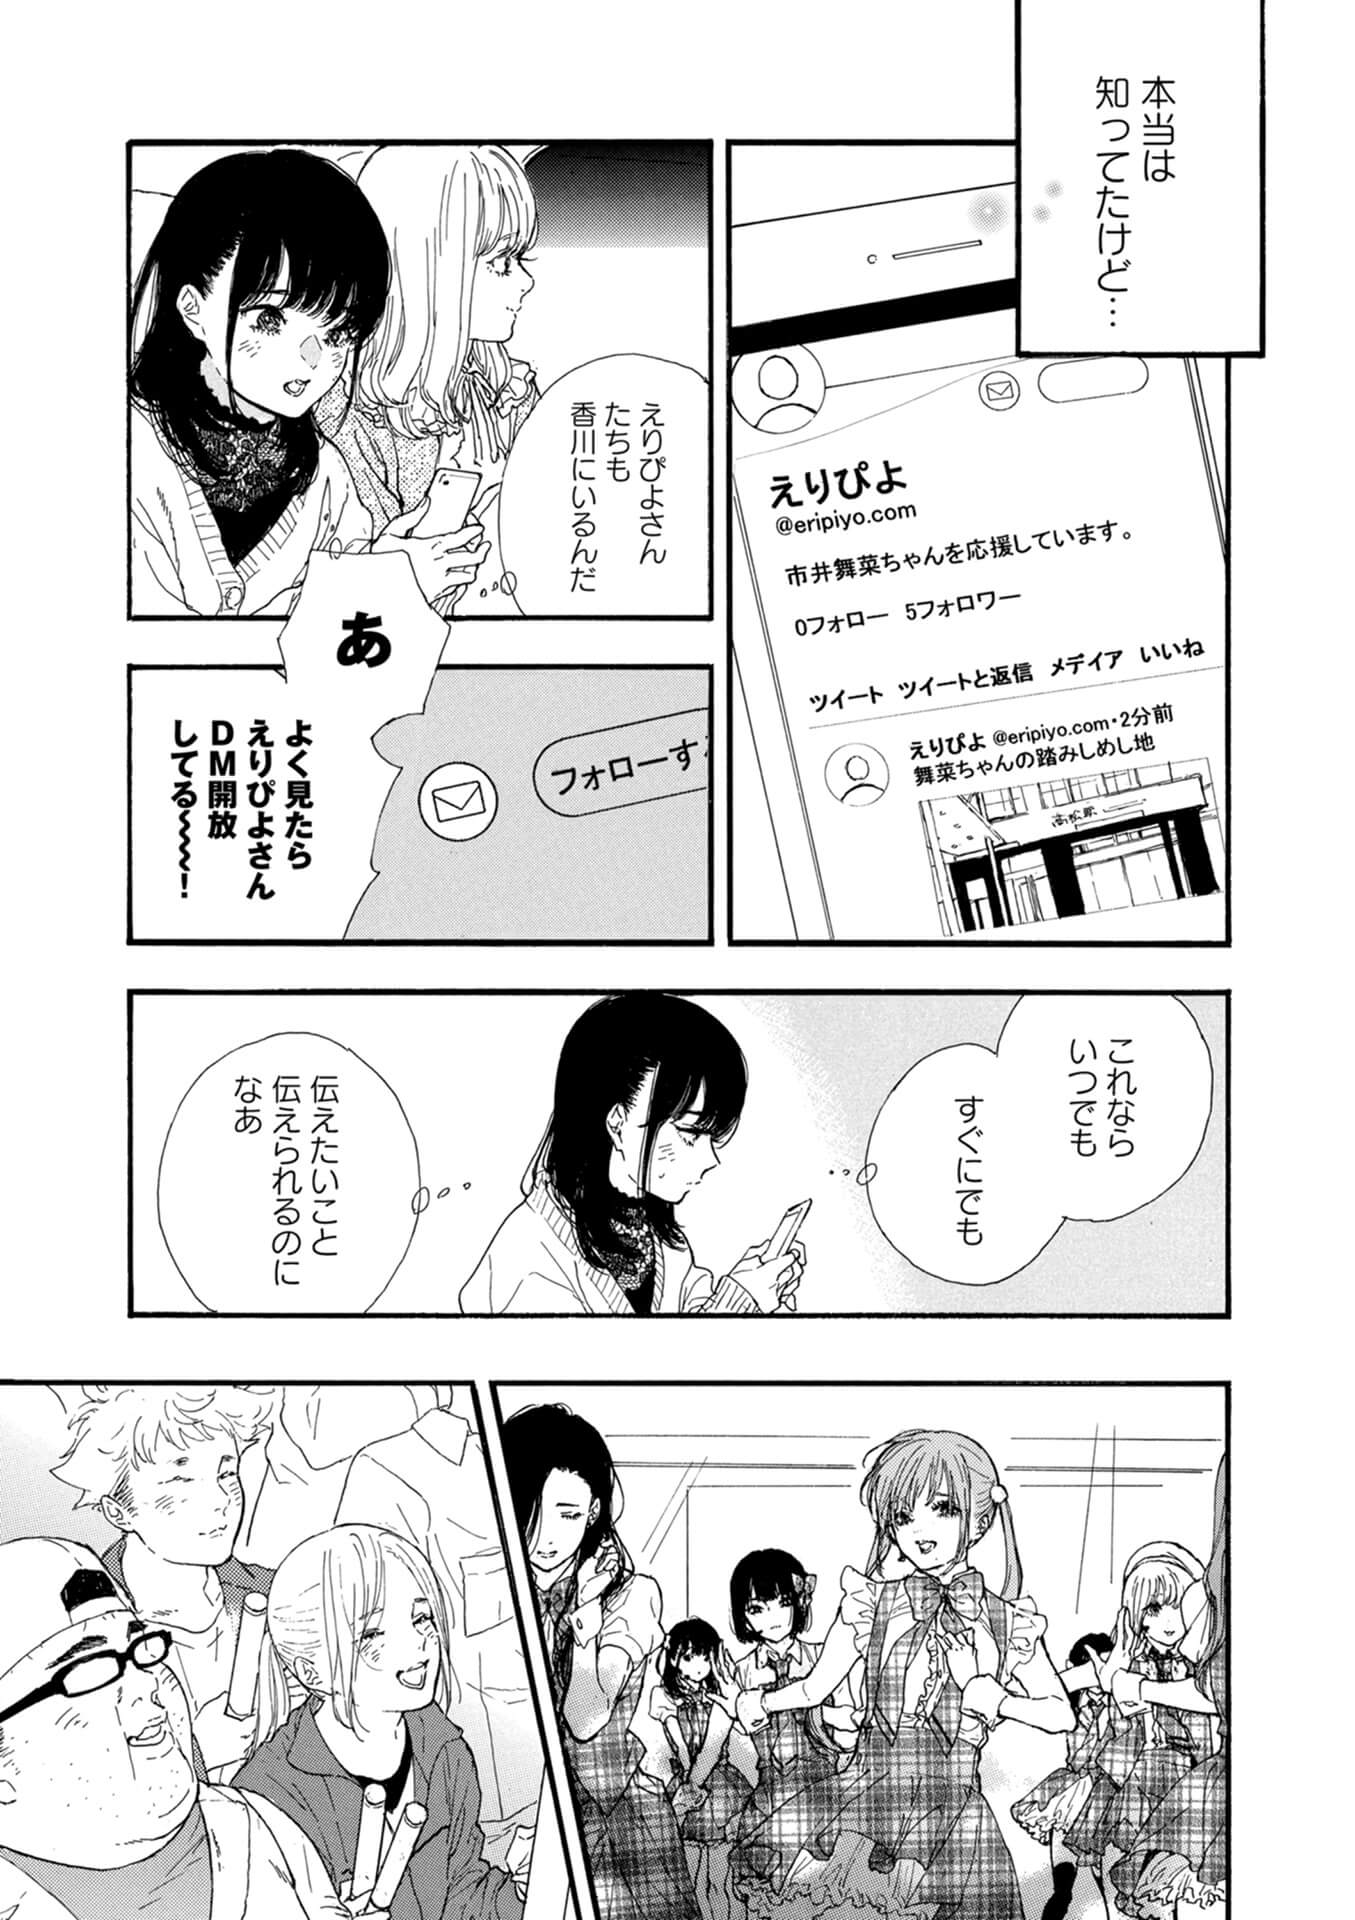 本当は
知ってたけど…
えりぴよ
@eripiyo.com
市井舞菜ちゃんを応援しています。
0フォロー 5フォロワー
ツイート ツイートと返信 メデイア いいね
えりぴよ @eripiyo.com・2分前
舞菜ちゃんの踏みしめし地
高松駅
えりぴよさん
たちも
香川にいるんだ
あ
フォローする
よく見たら
えりぴよさん
DM開放
してる〜〜〜!
これなら
いつでも
すぐにでも
伝えたいこと
伝えられるのに
なあ